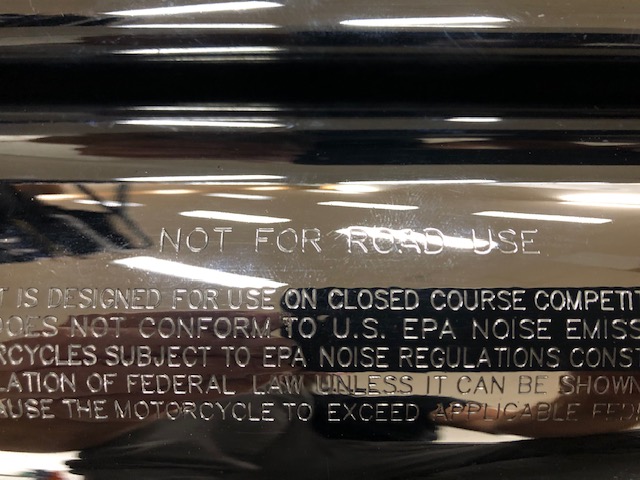 NOT FOR ROAD USE
T IS DESIGNED FOR USE ON CLOSED COURSE COMPETIT
DOES NOT CONFORM TO U.S. EPA NOISE EMISS
RCYCLES SUBJECT TO EPA NOISE REGULATIONS CONST
LATION OF FEDERAL LAW UNLESS IT CAN BE SHOWN
AUSE THE MOTORCYCLE TO EXCEED APPLICABLE FEDE